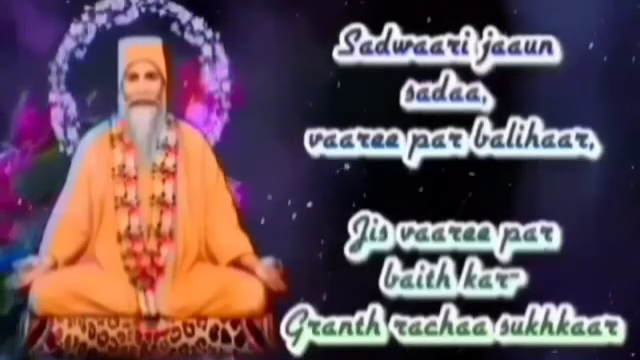 Sadwaari jaaun
sadaa,
vaaree par balihaar,
Jis vaaree par
baith kar-
Granth rachaa sukhkaar